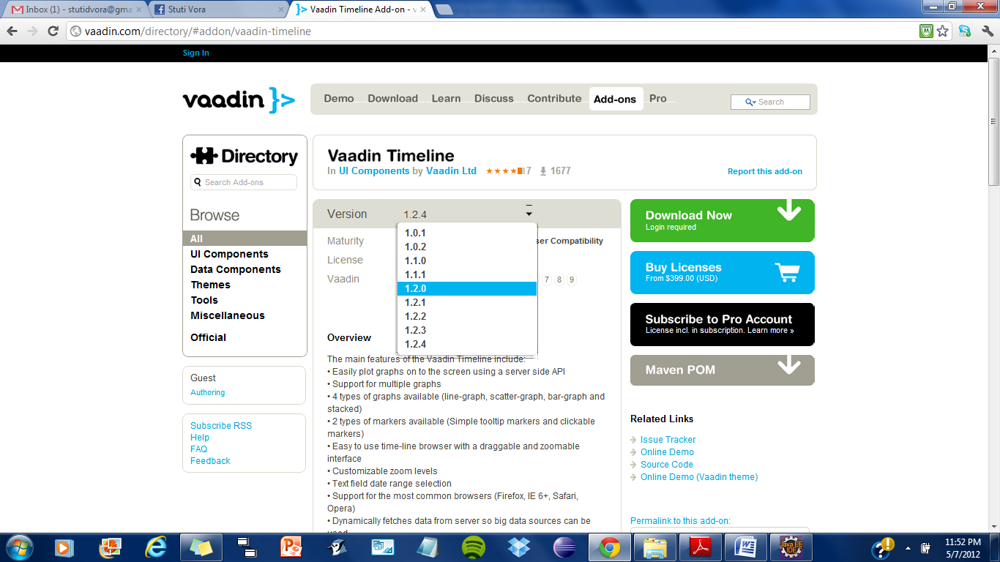 Inbox (1) - stutidvora@gma
Stuti Vora
Vaadin Timeline Add-on - v
vaadin.com/directory/#addon/vaadin-timeline
Sign In
vaadin }>
Demo Download Learn Discuss Contribute Add-ons Pro
Search
Directory
Search Add-ons
Browse
All
UI Components
Data Components
Themes
Tools
Miscellaneous
Official
Guest
Authoring
Subscribe RSS
Help
FAQ
Feedback
Vaadin Timeline
In UI Components by Vaadin Ltd 7 1677
Report this add-on
Version 1.2.4
1.0.1
1.0.2
1.1.0
1.1.1
1.2.0
1.2.1
1.2.2
1.2.3
1.2.4
Maturity
ser Compatibility
License
Vaadin
7 8 9
Overview
The main features of the Vaadin Timeline include:
• Easily plot graphs on to the screen using a server side API
• Support for multiple graphs
• 4 types of graphs available (line-graph, scatter-graph, bar-graph and
stacked)
• 2 types of markers available (Simple tooltip markers and clickable
markers)
• Easy to use time-line browser with a draggable and zoomable
interface
• Customizable zoom levels
• Text field date range selection
• Support for the most common browsers (Firefox, IE 6+, Safari,
Opera)
• Dynamically fetches data from server so big data sources can be
used
Download Now
Login required
Buy Licenses
From $399.00 (USD)
Subscribe to Pro Account
License incl. in subscription. Learn more »
Maven POM
Related Links
Issue Tracker
Online Demo
Source Code
Online Demo (Vaadin theme)
Permalink to this add-on:
Java EE
IDE
11:52 PM
5/7/2012